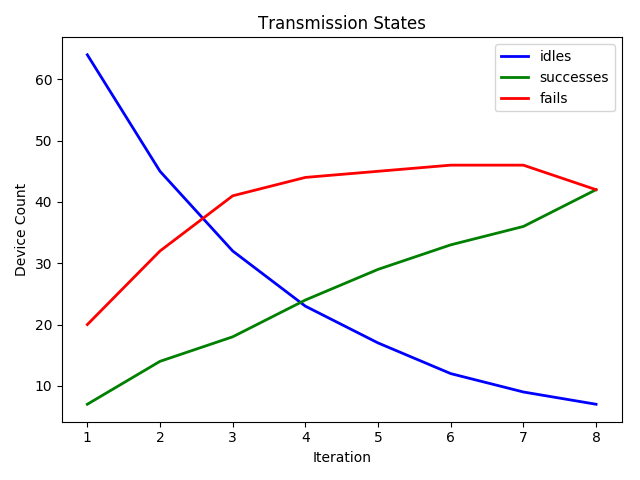 Transmission States
idles
successes
fails
60
50
40
30
20
10
Device Count
1 2 3 4 5 6 7 8
Iteration